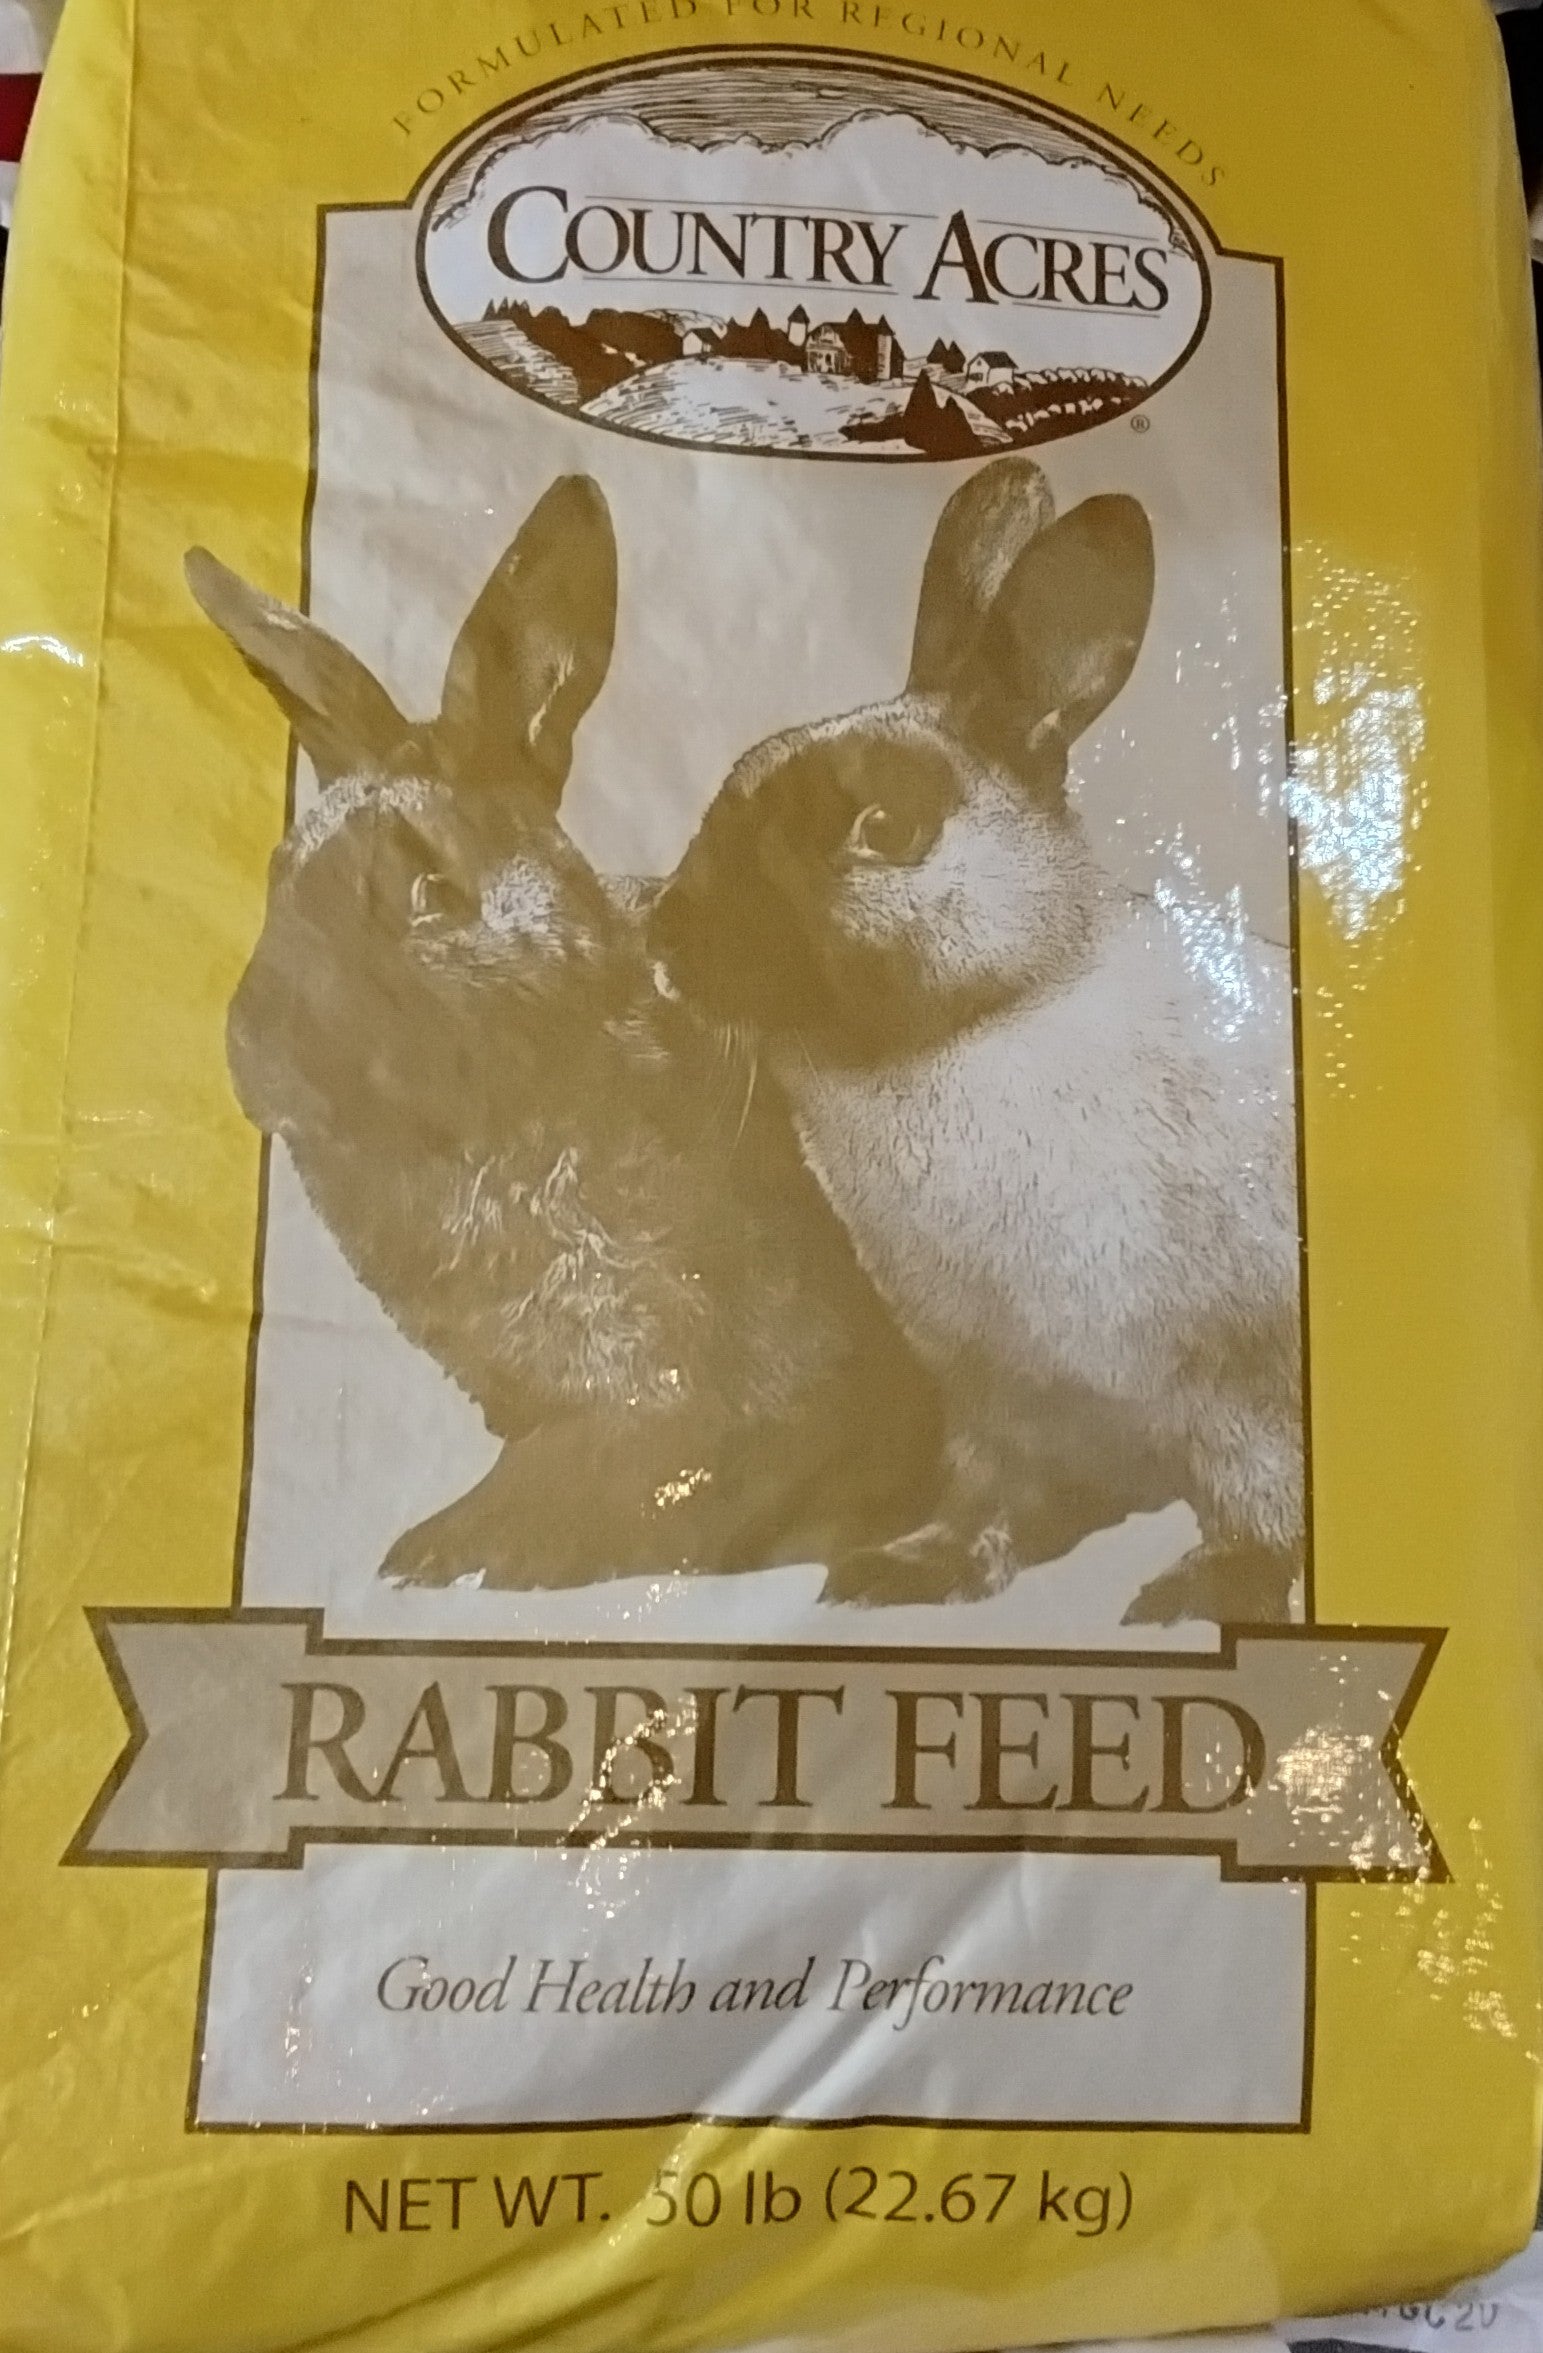 FORMULATED FOR REGIONAL NEEDS
COUNTRY ACRES
®
RABBIT FEED
Good Health and Performance
NET WT. 50 lb (22.67 kg)